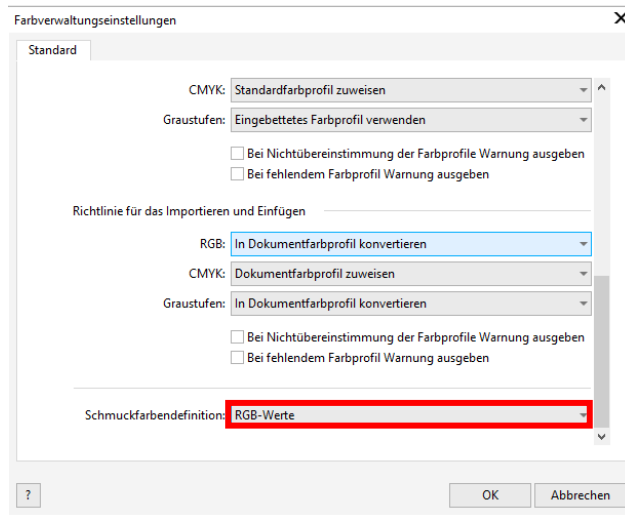 Farbverwaltungseinstellungen
Standard
CMYK: Standardfarbprofil zuweisen
Graustufen: Eingebettetes Farbprofil verwenden
Bei Nichtübereinstimmung der Farbprofile Warnung ausgeben
Bei fehlendem Farbprofil Warnung ausgeben
Richtlinie für das Importieren und Einfügen
RGB: In Dokumentfarbprofil konvertieren
CMYK: Dokumentfarbprofil zuweisen
Graustufen: In Dokumentfarbprofil konvertieren
Bei Nichtübereinstimmung der Farbprofile Warnung ausgeben
Bei fehlendem Farbprofil Warnung ausgeben
Schmuckfarbendefinition: RGB-Werte
? OK Abbrechen